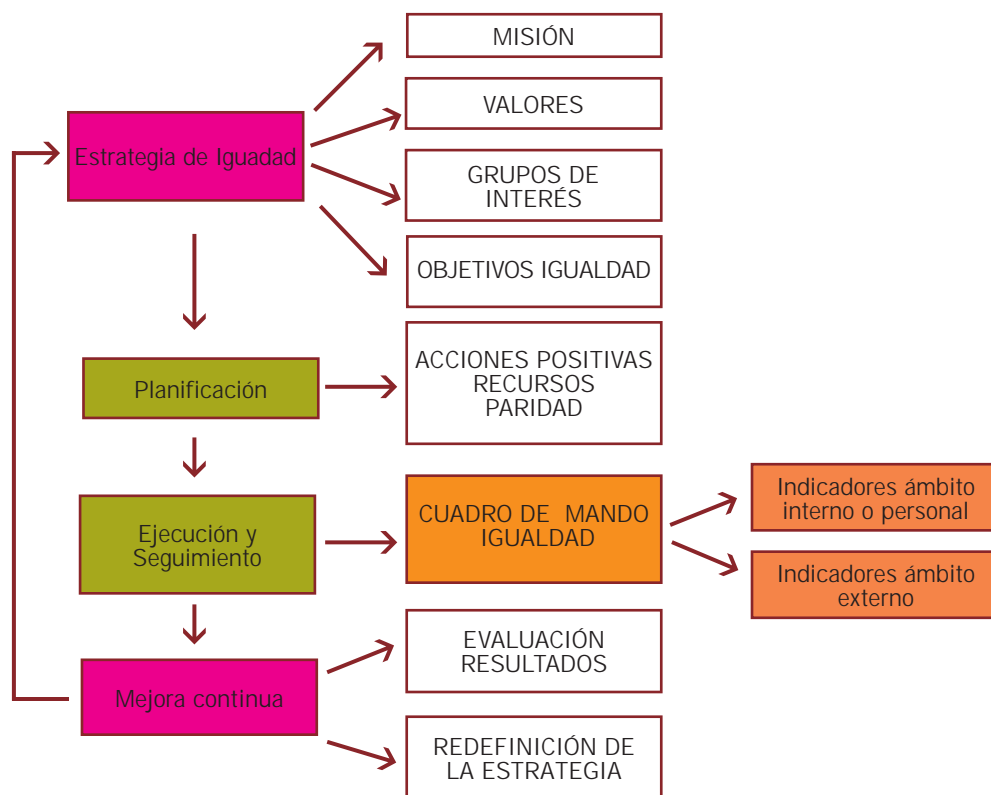 MISIÓN
VALORES
Estrategia de Iguadad
GRUPOS DE
INTERÉS
OBJETIVOS IGUALDAD
ACCIONES POSITIVAS
RECURSOS
PARIDAD
Planificación
Ejecución y
Seguimiento
CUADRO DE MANDO
IGUALDAD
Indicadores ámbito
interno o personal
Indicadores ámbito
externo
EVALUACIÓN
RESULTADOS
Mejora continua
REDEFINICIÓN DE
LA ESTRATEGIA